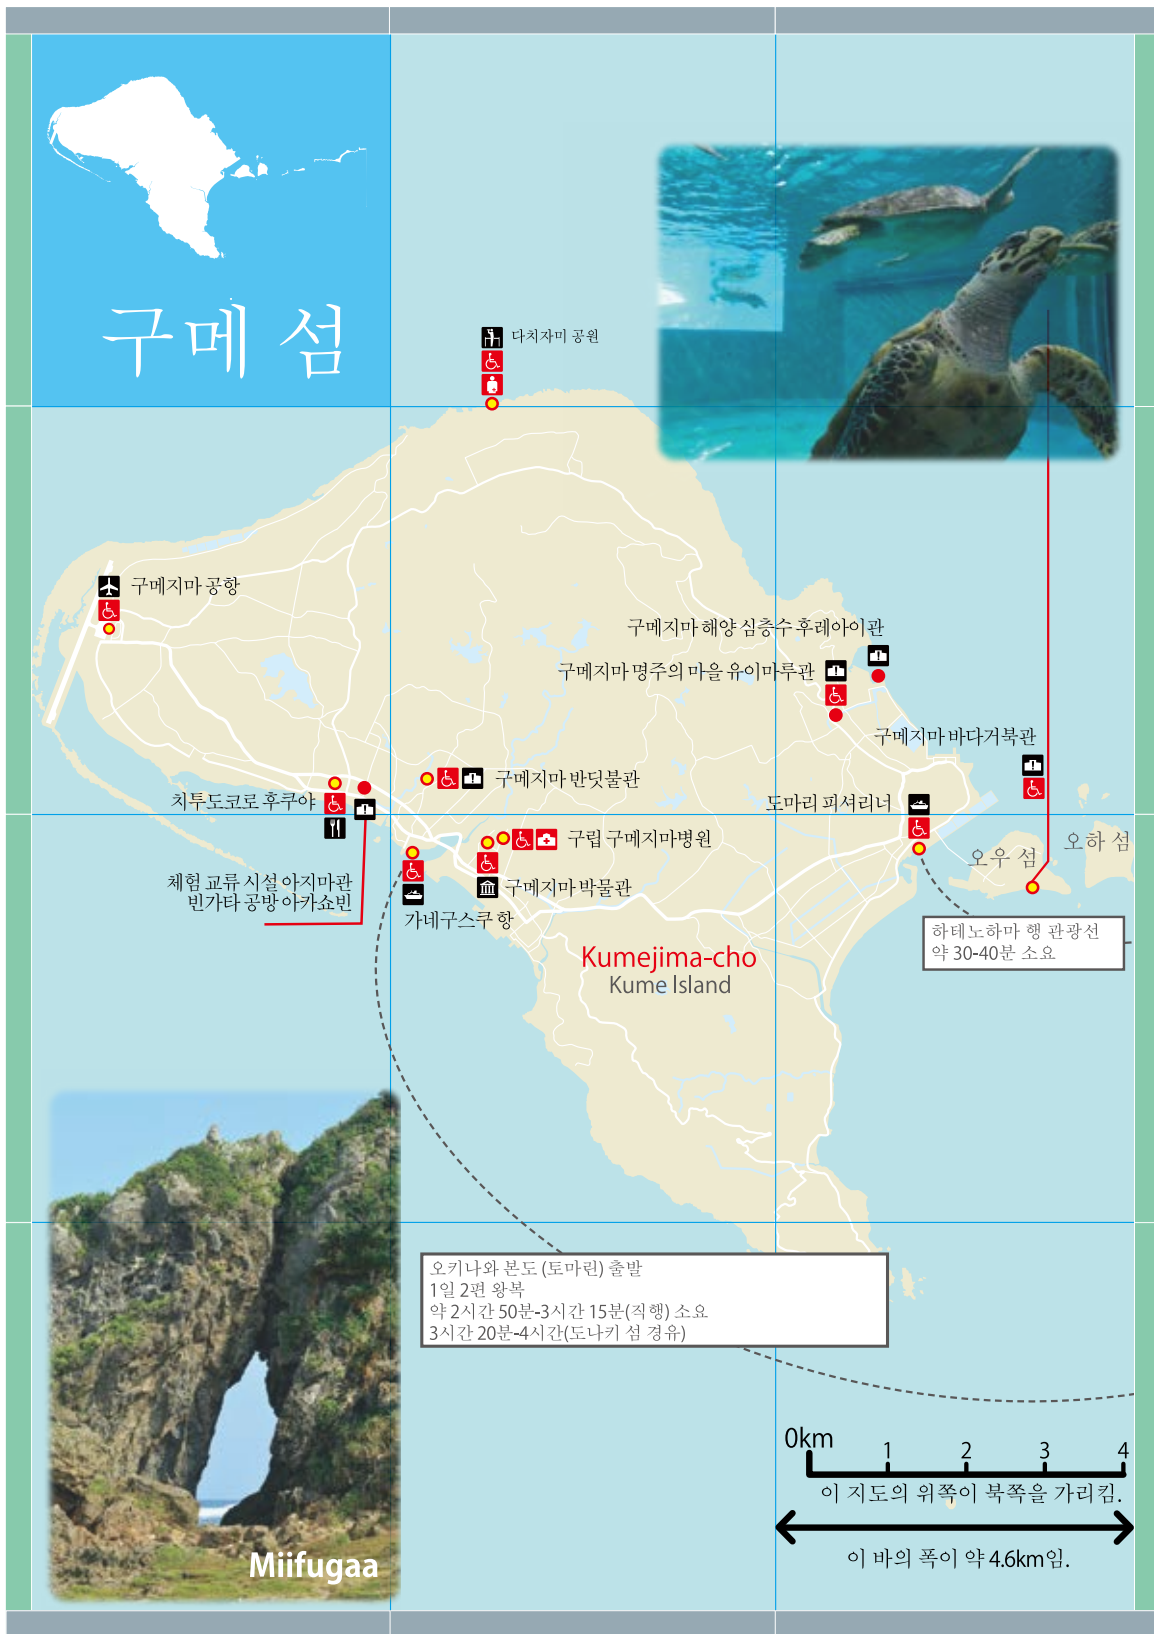 구메 섬
다치자미 공원
구메지마 공항
구메지마 해양 심층수 후레아이관
구메지마 명주의 마을 유이마루관
구메지마 바다거북관
구메지마 반딧불관
치투도코로 후쿠아
도마리 피셔리너
구립 구메지마병원
오우 섬
오하 섬
체험 교류 시설 아지마관
빈가타 공방 아카쇼빈
구메지마 박물관
가네구스쿠 항
하테노하마 행 관광선
약 30-40분 소요
Kumejima-cho
Kume Island
오키나와 본도 (토마린) 출발
1일 2편 왕복
약 2시간 50분-3시간 15분(직행) 소요
3시간 20분-4시간(도나키 섬 경유)
0km 1 2 3 4
이 지도의 위쪽이 북쪽을 가리킴.
이 바의 폭이 약 4.6km임.
Miifugaa